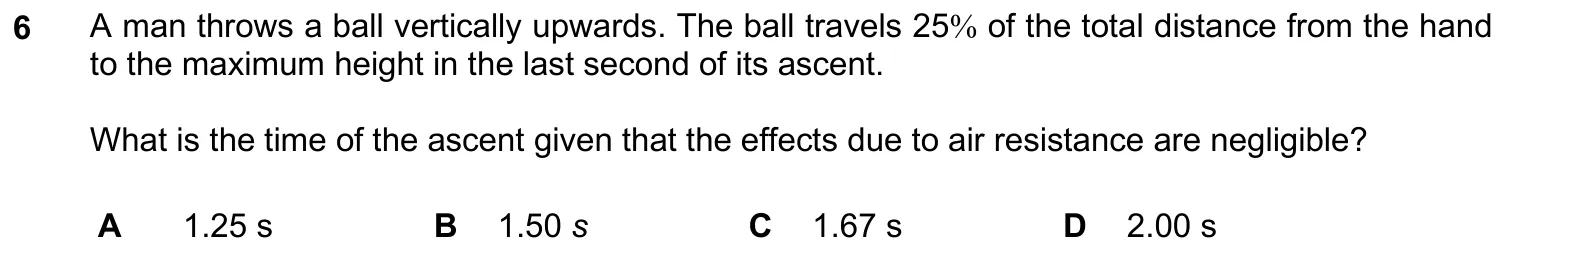 6 A man throws a ball vertically upwards. The ball travels 25% of the total distance from the hand
to the maximum height in the last second of its ascent.
What is the time of the ascent given that the effects due to air resistance are negligible?
A 1.25 s B 1.50 s C 1.67 s D 2.00 s